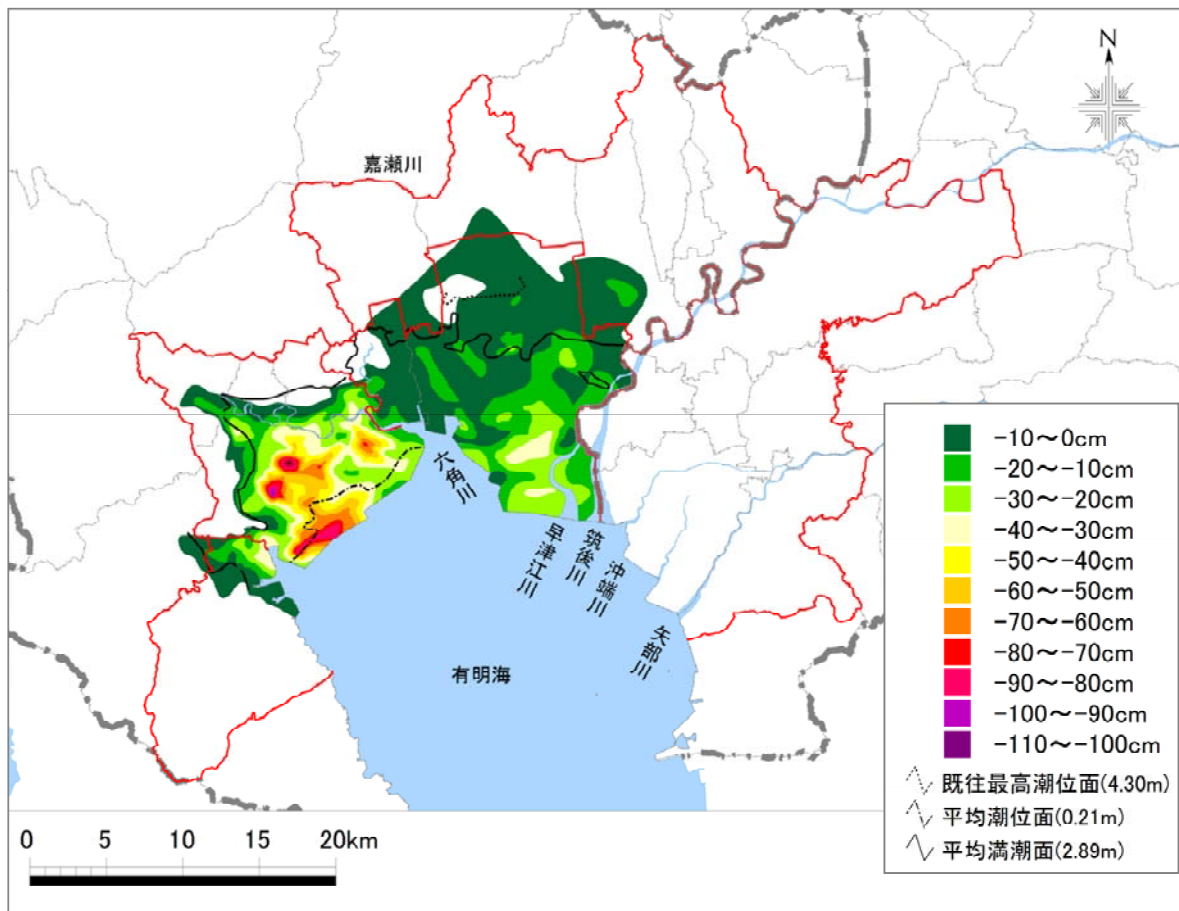 N
嘉瀬川
六角川
早津江川
筑後川
沖端川
矢部川
有明海
-10～0cm
-20～-10cm
-30～-20cm
-40～-30cm
-50～-40cm
-60～-50cm
-70～-60cm
-80～-70cm
-90～-80cm
-100～-90cm
-110～-100cm
既往最高潮位面(4.30m)
平均潮位面(0.21m)
平均満潮面(2.89m)
0 5 10 15 20km